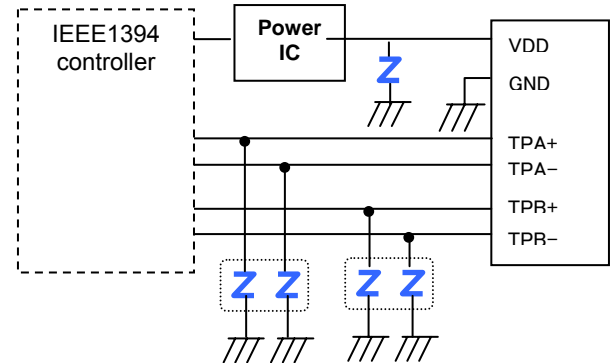 IEEE1394
controller
Power
IC
VDD
Z
GND
TPA+
TPA−
TPB+
TPB−
Z Z Z Z